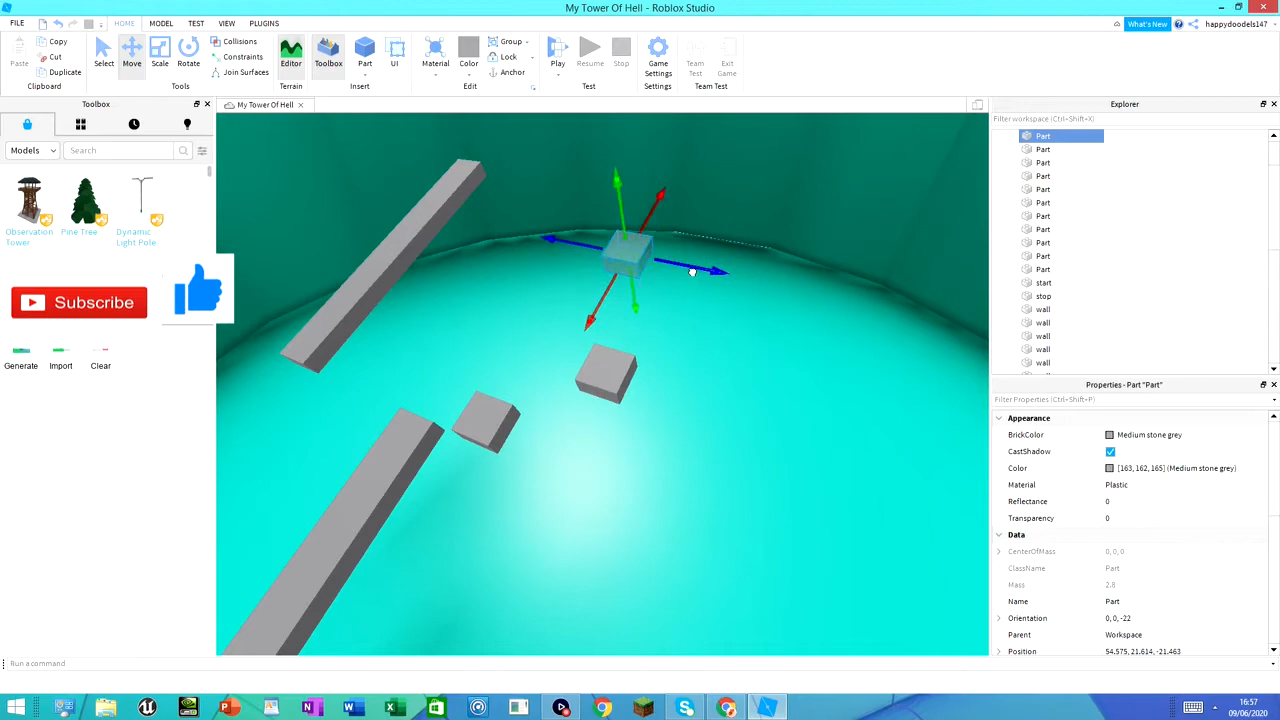 My Tower Of Hell - Roblox Studio
FILE HOME MODEL TEST VIEW PLUGINS
What's New happydoodels147
Paste Copy Cut Duplicate Clipboard
Select Move Scale Rotate Collisions Constraints Join Surfaces Tools
Editor Terrain
Toolbox Part UI Insert
Material Color Group Lock Anchor Edit
Play Resume Stop Test
Game Settings Settings
Team Test Exit Game Team Test
Toolbox
My Tower Of Hell
Explorer
Models Search
Filter workspace (Ctrl+Shift+X)
Part
Part
Part
Part
Part
Part
Part
Part
Part
Part
Part
start
stop
wall
wall
wall
wall
wall
Observation Tower
Pine Tree
Dynamic Light Pole
Subscribe
Generate Import Clear
Properties - Part "Part"
Filter Properties (Ctrl+Shift+P)
Appearance
BrickColor Medium stone grey
CastShadow
Color [163, 162, 165] (Medium stone grey)
Material Plastic
Reflectance 0
Transparency 0
Data
CenterOfMass 0, 0, 0
ClassName Part
Mass 2.8
Name Part
Orientation 0, 0, -22
Parent Workspace
Position 54.575, 21.614, -21.463
Run a command
16:57
09/06/2020